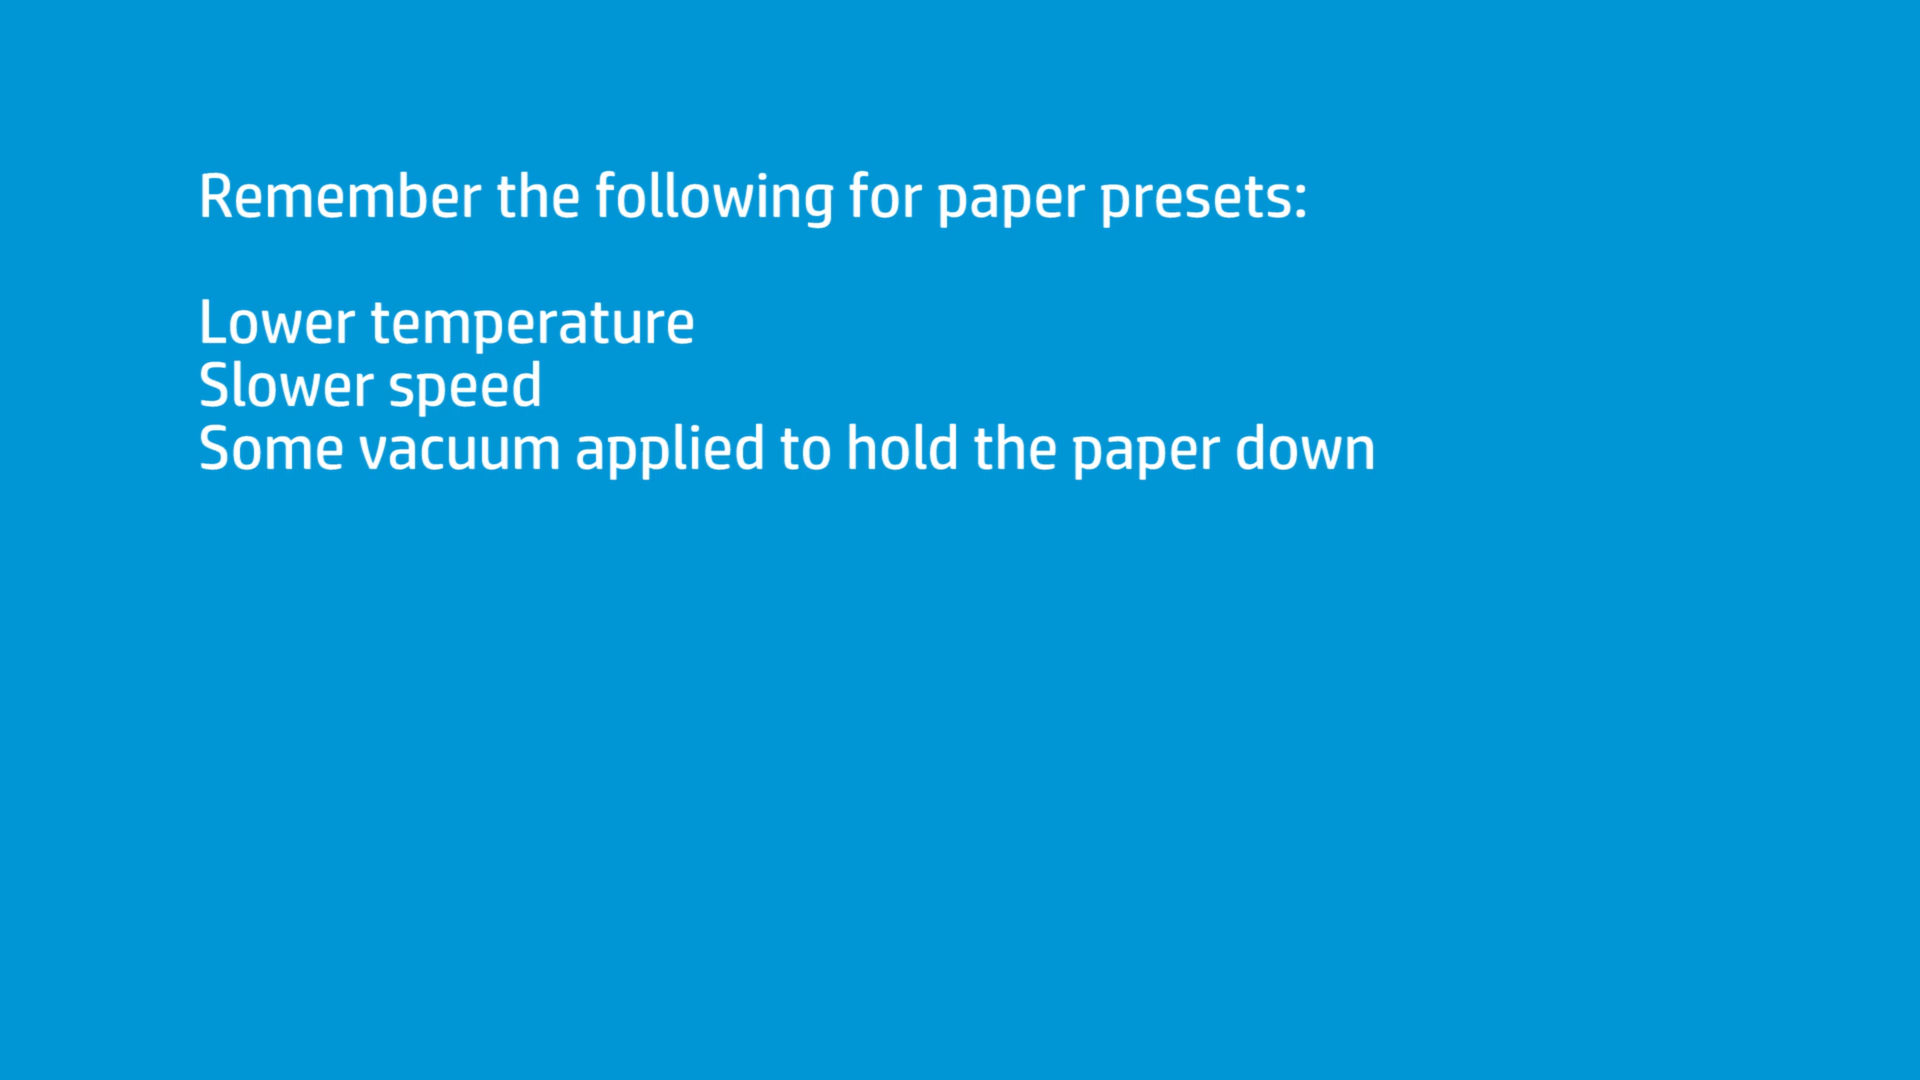 Remember the following for paper presets:
Lower temperature
Slower speed
Some vacuum applied to hold the paper down